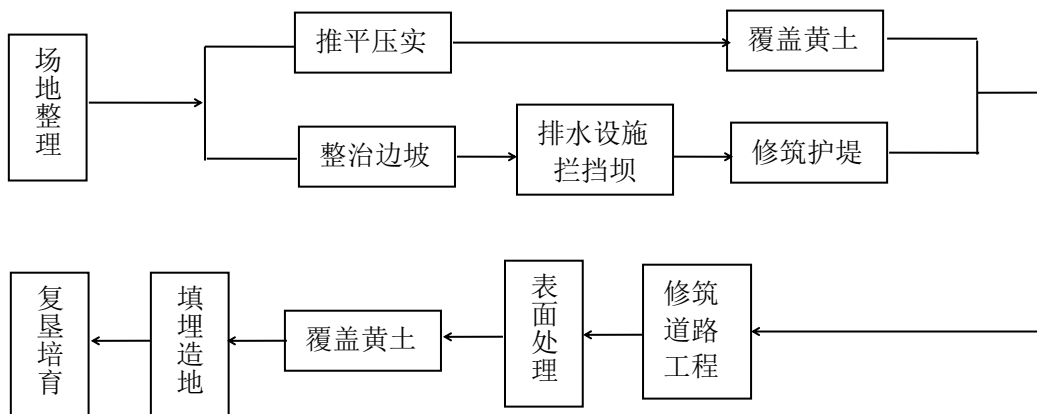 场地整理
推平压实
覆盖黄土
整治边坡
排水设施
拦挡坝
修筑护堤
复垦培育
填埋造地
覆盖黄土
表面处理
修筑
道路
工程